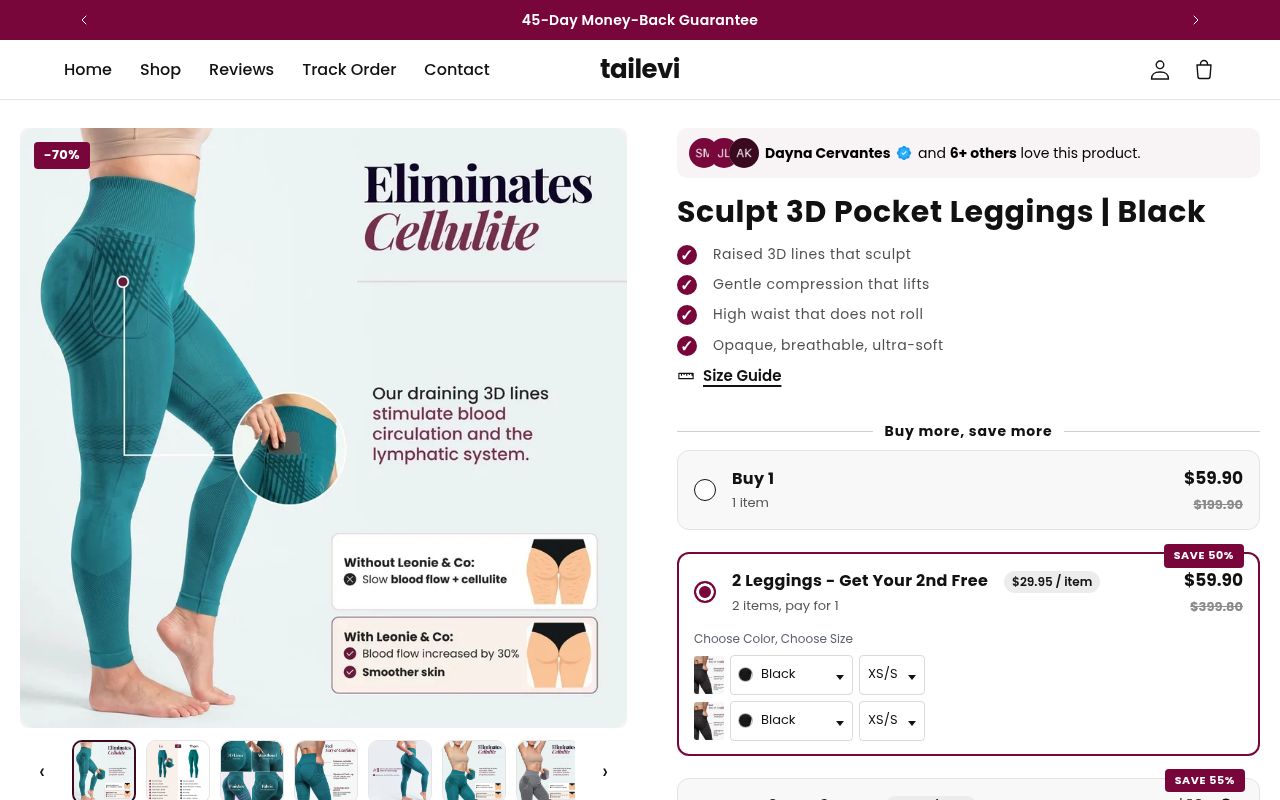 45-Day Money-Back Guarantee
Home Shop Reviews Track Order Contact
tailevi
-70%
Eliminates
Cellulite
Our draining 3D lines
stimulate blood
circulation and the
lymphatic system.
Without Leonie & Co:
Slow blood flow + cellulite
With Leonie & Co:
Blood flow increased by 30%
Smoother skin
JL AK Dayna Cervantes and 6+ others love this product.
Sculpt 3D Pocket Leggings | Black
Raised 3D lines that sculpt
Gentle compression that lifts
High waist that does not roll
Opaque, breathable, ultra-soft
Size Guide
Buy more, save more
Buy 1
1 item
$59.90
$199.90
SAVE 50%
2 Leggings - Get Your 2nd Free $29.95 / item
2 items, pay for 1
$59.90
$399.80
Choose Color, Choose Size
Black XS/S
Black XS/S
SAVE 55%